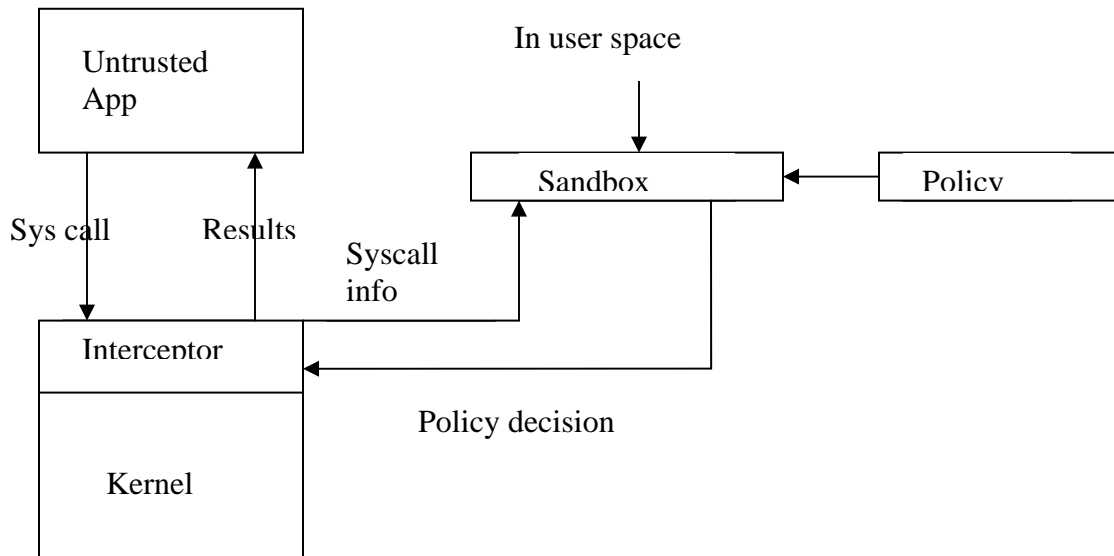 In user space
Untrusted
App
Sandbox
Policy
Sys call
Results
Syscall
info
Interceptor
Policy decision
Kernel